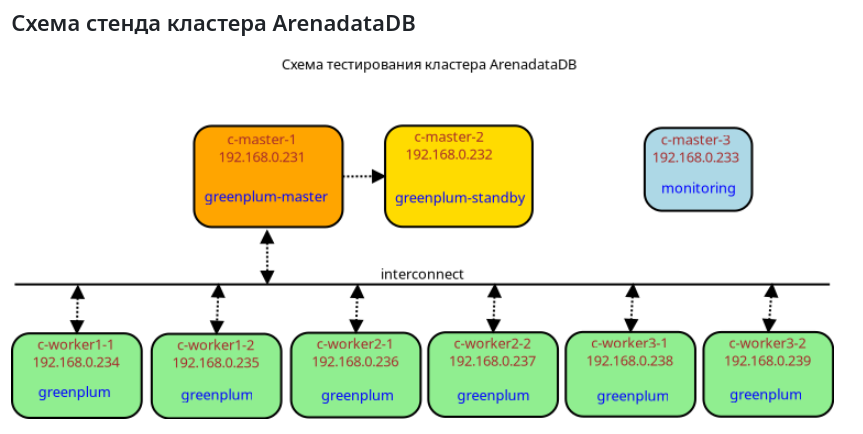 Схема стенда кластера ArenadataDB
Схема тестирования кластера ArenadataDB
c-master-1
192.168.0.231
greenplum-master
c-master-2
192.168.0.232
greenplum-standby
c-master-3
192.168.0.233
monitoring
interconnect
c-worker1-1
192.168.0.234
greenplum
c-worker1-2
192.168.0.235
greenplum
c-worker2-1
192.168.0.236
greenplum
c-worker2-2
192.168.0.237
greenplum
c-worker3-1
192.168.0.238
greenplum
c-worker3-2
192.168.0.239
greenplum